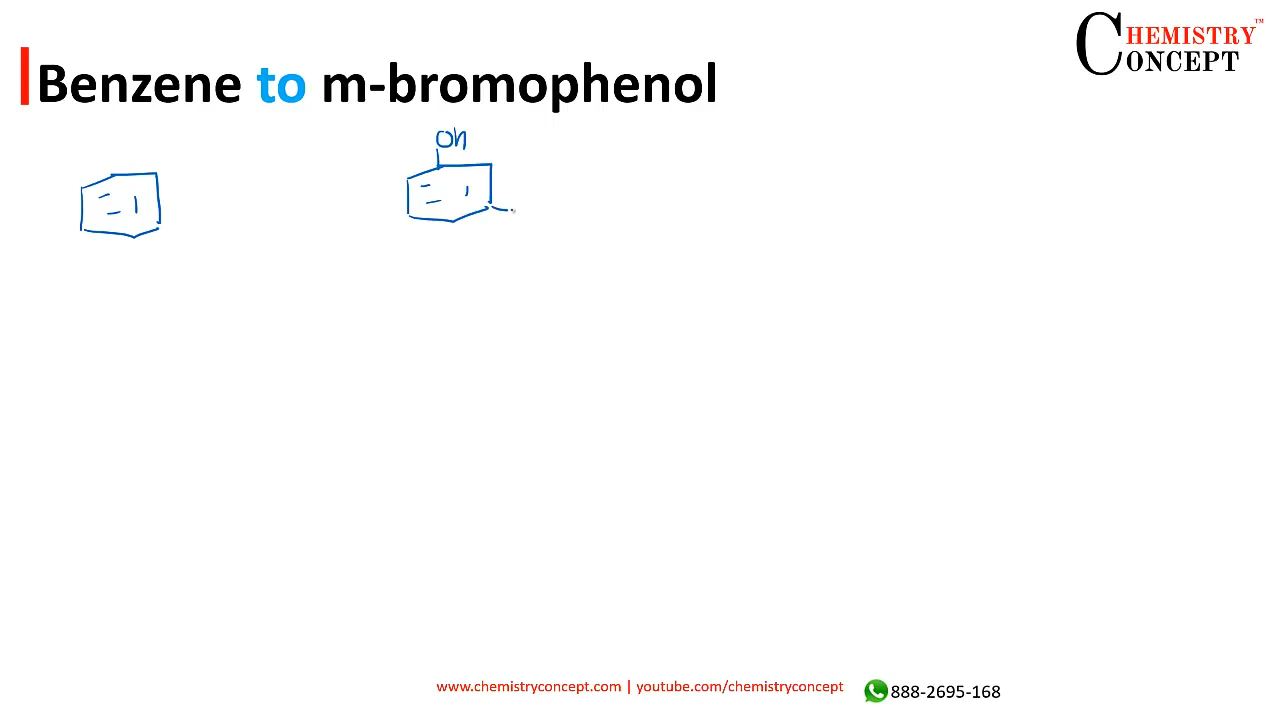 CHEMISTRY™
CONCEPT
Benzene to m-bromophenol
OH
www.chemistryconcept.com | youtube.com/chemistryconcept
888-2695-168